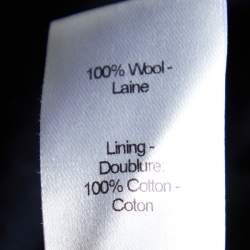 100% Wool -
Laine
Lining -
Doublure:
100% Cotton -
Coton